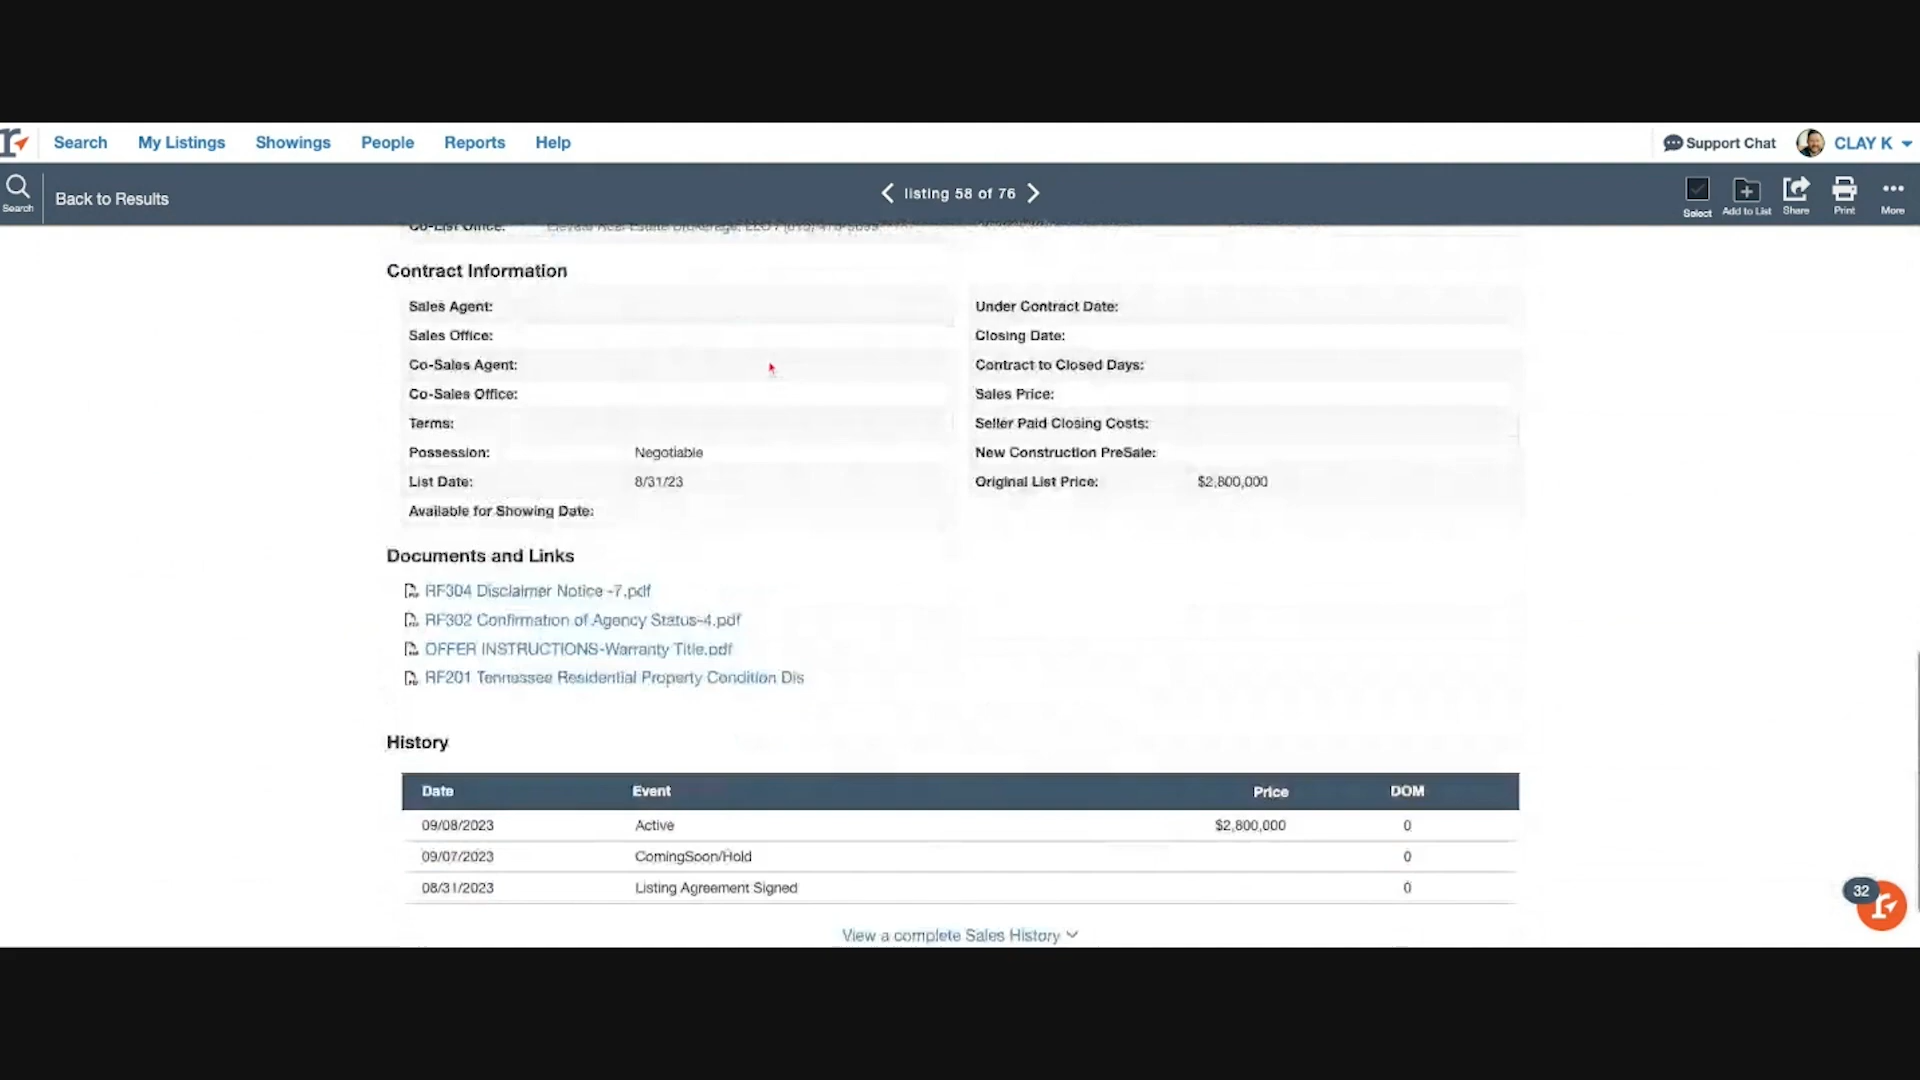 Search My Listings Showings People Reports Help Support Chat CLAY K
Search Back to Results listing 58 of 76 Select Add to List Share Print More
Co-List Office:
Contract Information
Sales Agent: Under Contract Date:
Sales Office: Closing Date:
Co-Sales Agent: Contract to Closed Days:
Co-Sales Office: Sales Price:
Terms: Seller Paid Closing Costs:
Possession: Negotiable New Construction PreSale:
List Date: 8/31/23 Original List Price: $2,800,000
Available for Showing Date:
Documents and Links
RF304 Disclaimer Notice -7.pdf
RF302 Confirmation of Agency Status-4.pdf
OFFER INSTRUCTIONS-Warranty Title.pdf
RF201 Tennessee Residential Property Condition Dis
History
Date Event Price DOM
09/08/2023 Active $2,800,000 0
09/07/2023 ComingSoon/Hold 0
08/31/2023 Listing Agreement Signed 0
32
View a complete Sales History